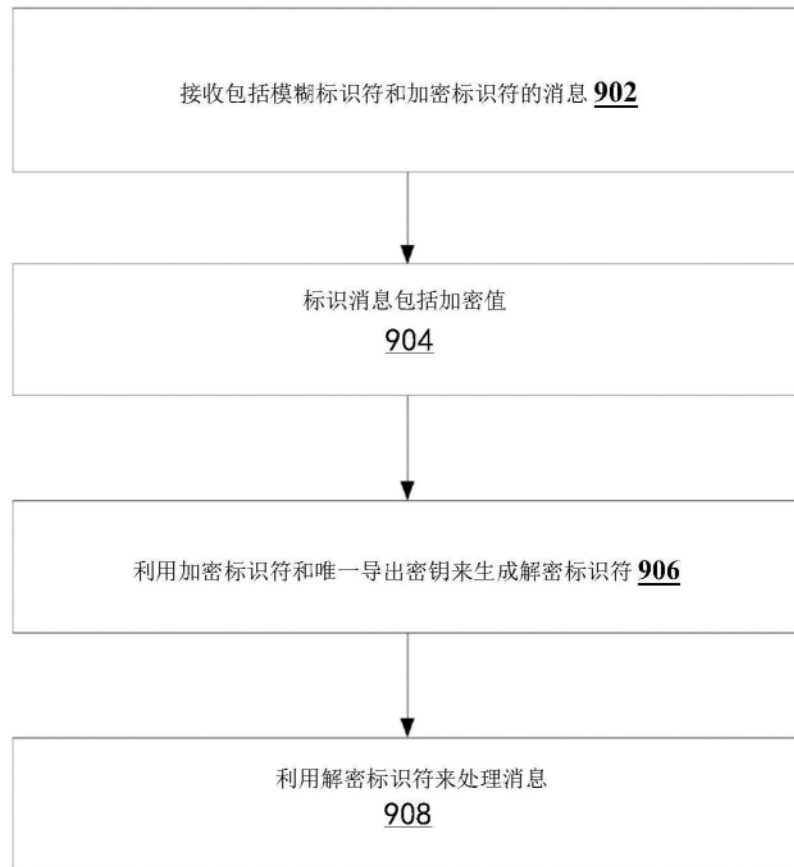 接收包括模糊标识符和加密标识符的消息 902
标识消息包括加密值
904
利用加密标识符和唯一导出密钥来生成解密标识符 906
利用解密标识符来处理消息
908